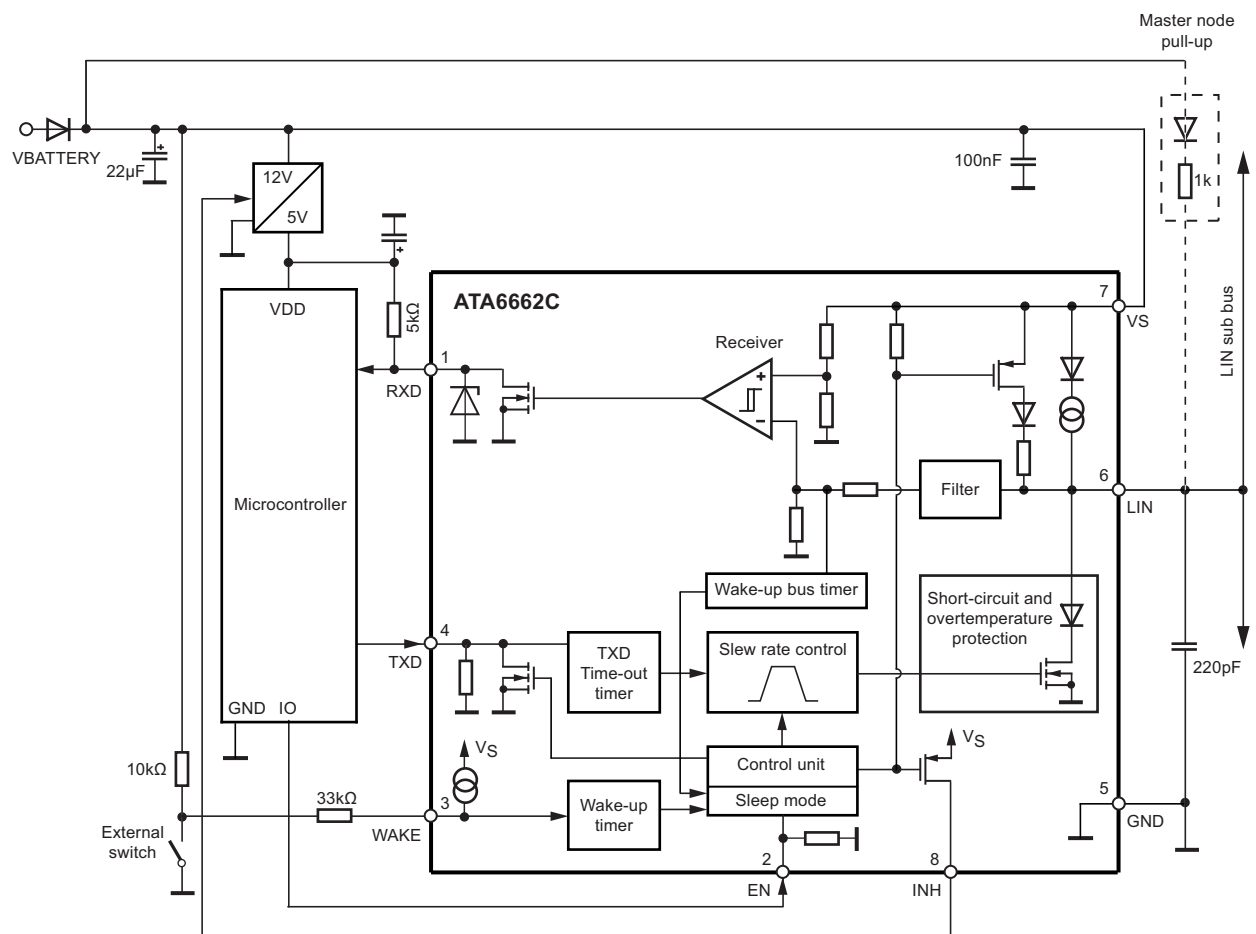 Master node
pull-up
VBATTERY
22µF
12V
5V
100nF
1k
LIN sub bus
VDD
5kΩ
ATA6662C
7
VS
1
RXD
Receiver
+
-
Microcontroller
Filter
6
LIN
Wake-up bus timer
Short-circuit and
overtemperature
protection
4
TXD
TXD
Time-out
timer
Slew rate control
220pF
GND IO
VS
VS
10kΩ
Control unit
Sleep mode
33kΩ
3
WAKE
Wake-up
timer
5
GND
External
switch
2
EN
8
INH